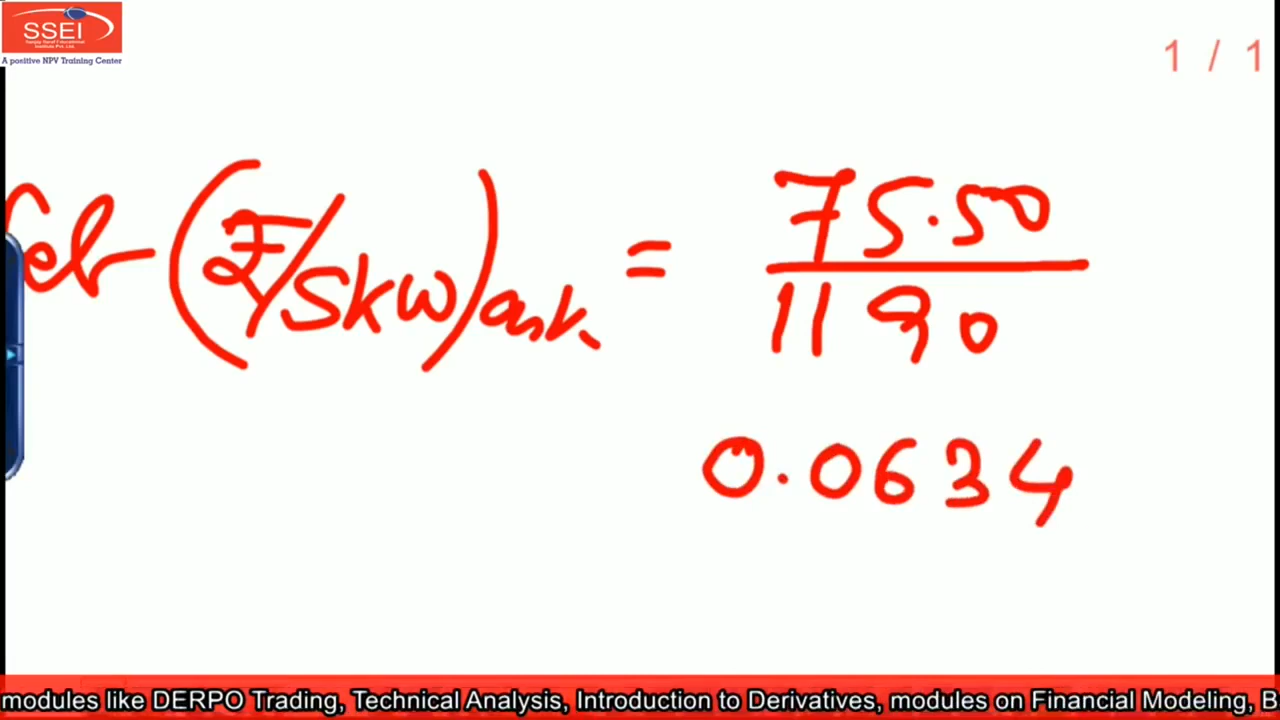 SSEI
A positive NPV Training Center
1 / 1
(₹/SKW)ask = 75.50
1190
0.0634
modules like DERPO Trading, Technical Analysis, Introduction to Derivatives, modules on Financial Modeling, B